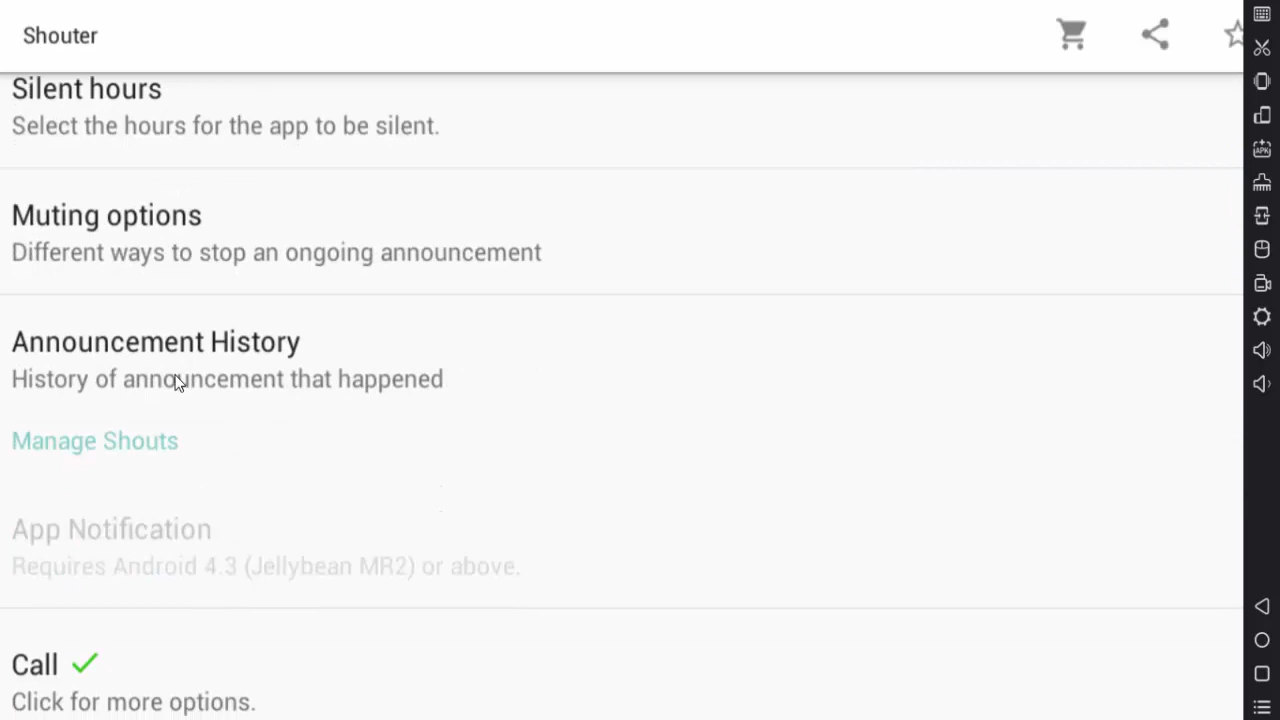 Shouter
Silent hours
Select the hours for the app to be silent.
Muting options
Different ways to stop an ongoing announcement
Announcement History
History of announcement that happened
Manage Shouts
App Notification
Requires Android 4.3 (Jellybean MR2) or above.
Call
Click for more options.
APK